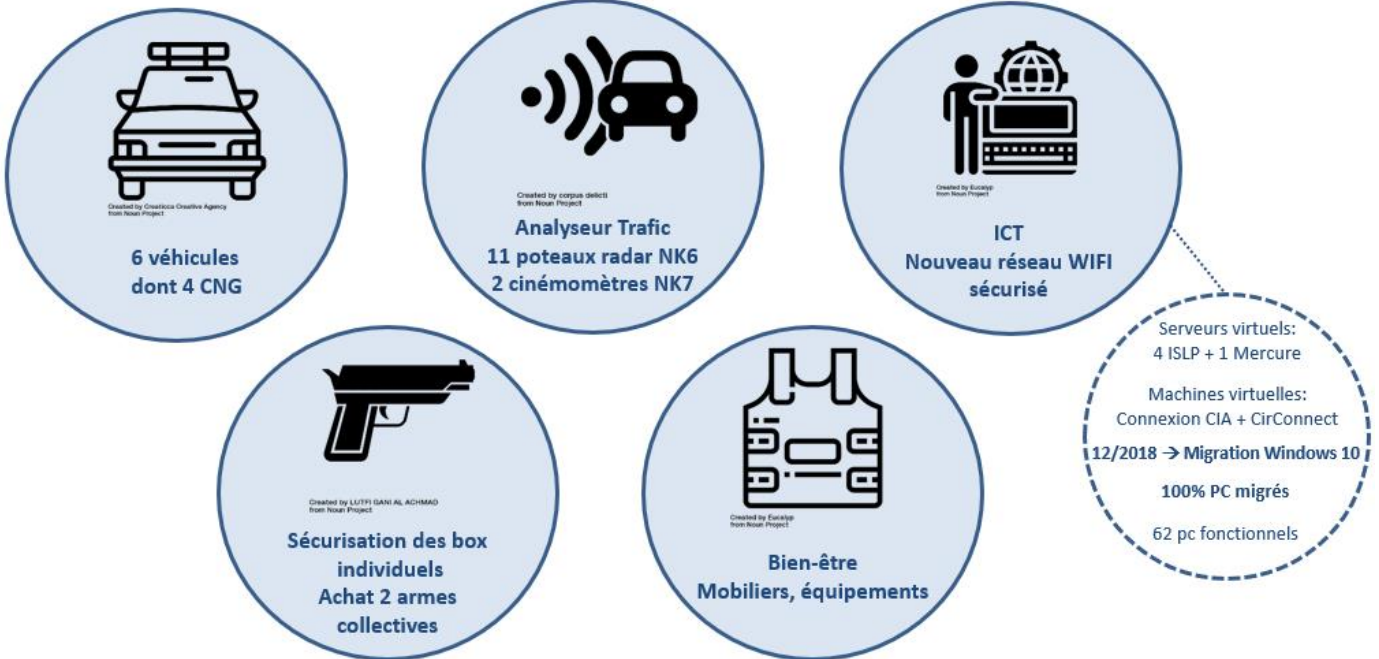 Created by Creaticca Creative Agency
from Noun Project
6 véhicules
dont 4 CNG
Created by corpus delicti
from Noun Project
Analyseur Trafic
11 poteaux radar NK6
2 cinémomètres NK7
Created by Eucalyp
from Noun Project
ICT
Nouveau réseau WIFI
sécurisé
Serveurs virtuels:
4 ISLP + 1 Mercure
Machines virtuelles:
Connexion CIA + CirConnect
12/2018 → Migration Windows 10
100% PC migrés
62 pc fonctionnels
Created by LUTFI GANI AL ACHMAD
from Noun Project
Sécurisation des box
individuels
Achat 2 armes
collectives
Created by Eucalyp
from Noun Project
Bien-être
Mobiliers, équipements